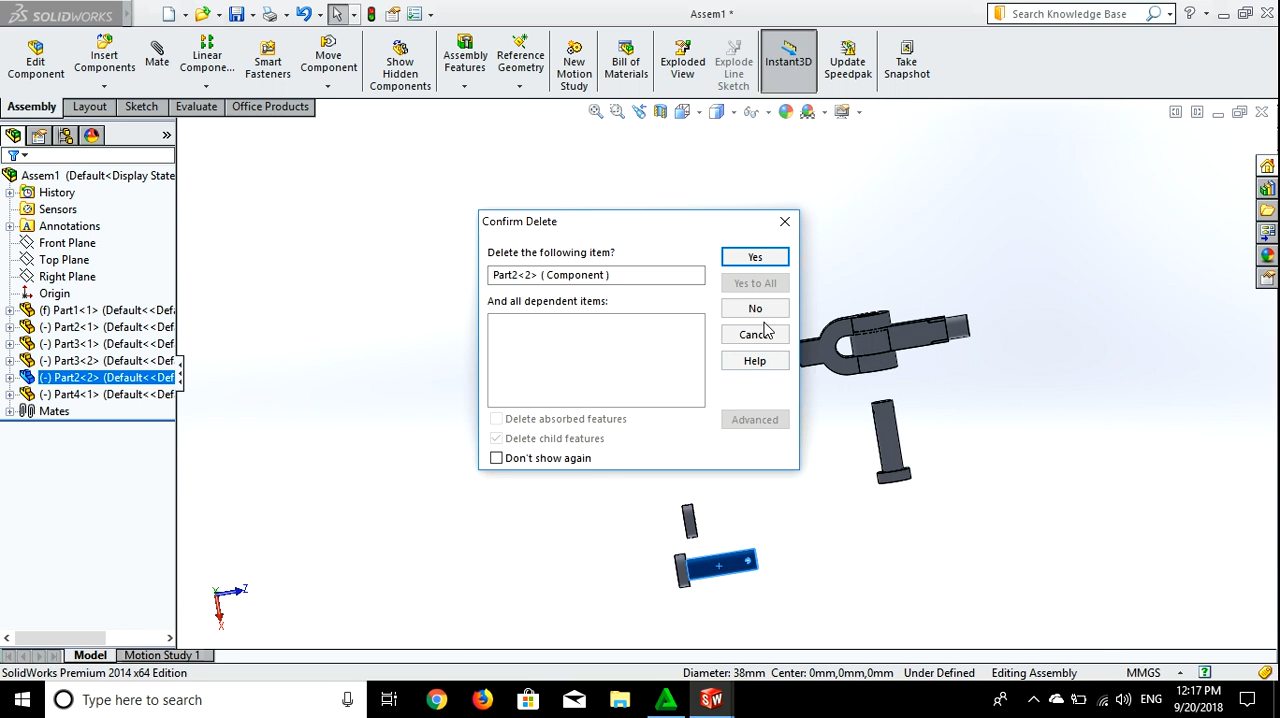 SOLIDWORKS
Assem1 *
Search Knowledge Base
Edit Component
Insert Components
Mate
Linear Compone...
Smart Fasteners
Move Component
Show Hidden Components
Assembly Features
Reference Geometry
New Motion Study
Bill of Materials
Exploded View
Explode Line Sketch
Instant3D
Update Speedpak
Take Snapshot
Assembly
Layout
Sketch
Evaluate
Office Products
Assem1 (Default<Display State
History
Sensors
Annotations
Front Plane
Top Plane
Right Plane
Origin
(f) Part1<1> (Default<<Defa
(-) Part2<1> (Default<<Def
(-) Part3<1> (Default<<Def
(-) Part3<2> (Default<<Def
(-) Part2<2> (Default<<Def
(-) Part4<1> (Default<<Def
Mates
Confirm Delete
Delete the following item?
Part2<2> ( Component )
And all dependent items:
Delete absorbed features
Delete child features
Don't show again
Yes
Yes to All
No
Cancel
Help
Advanced
Y
Z
X
Model
Motion Study 1
SolidWorks Premium 2014 x64 Edition
Diameter: 38mm Center: 0mm,0mm,0mm
Under Defined
Editing Assembly
MMGS
Type here to search
ENG
12:17 PM
9/20/2018